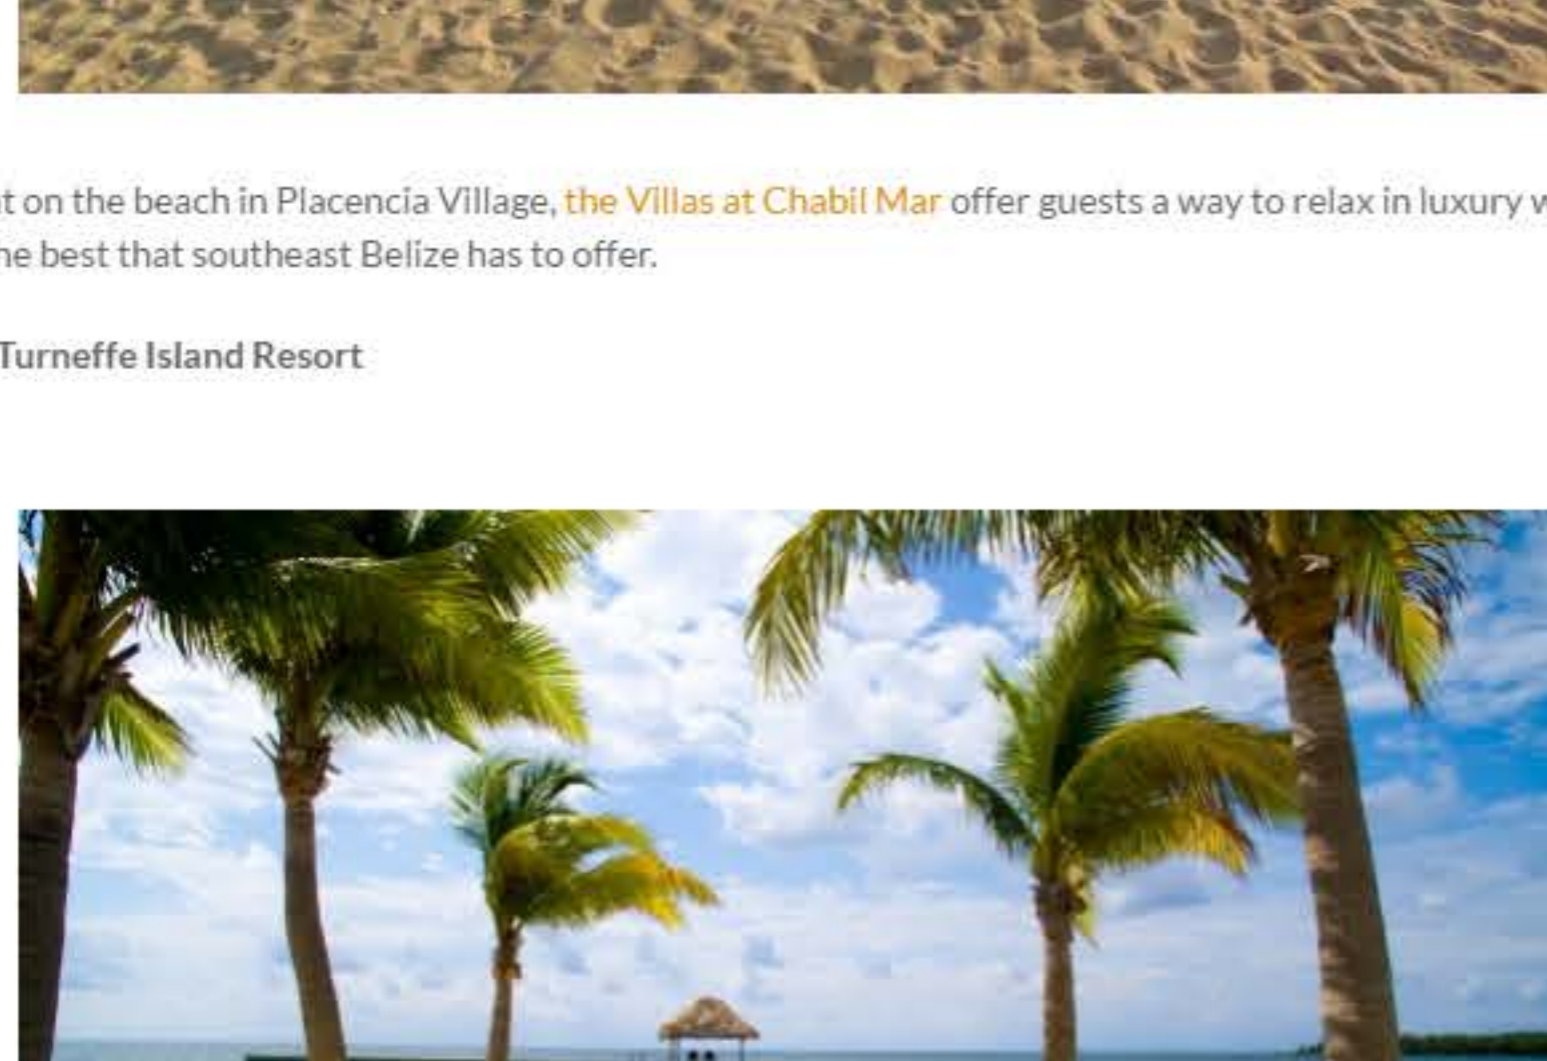 on the beach in Placencia Village, the Villas at Chabil Mar offer guests a way to relax in luxury
best that southeast Belize has to offer.
Turneffe Island Resort